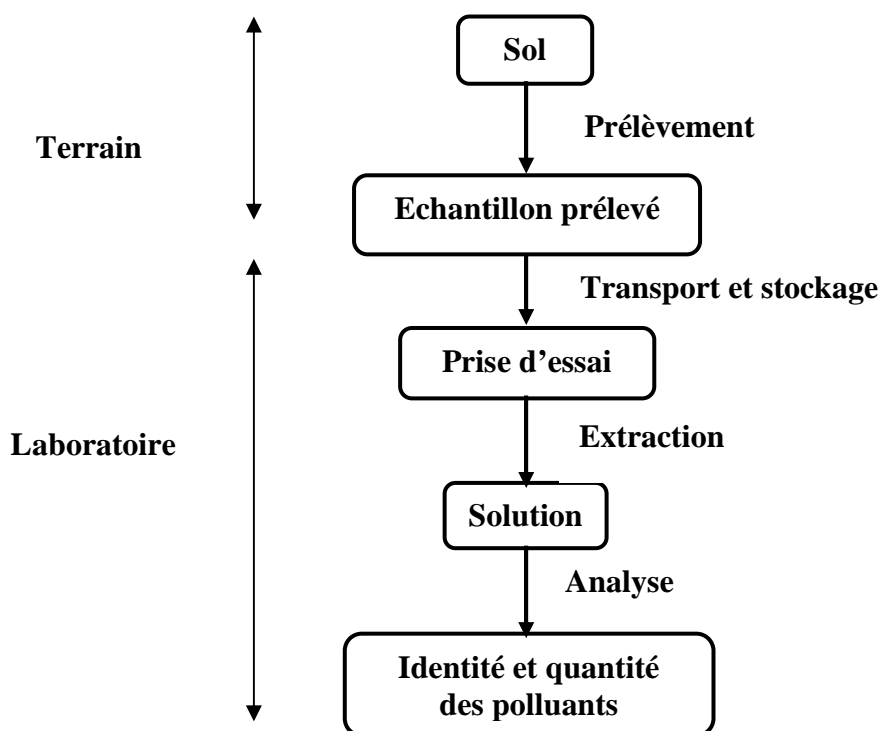 Sol
Prélèvement
Terrain
Echantillon prélevé
Transport et stockage
Prise d’essai
Extraction
Laboratoire
Solution
Analyse
Identité et quantité
des polluants